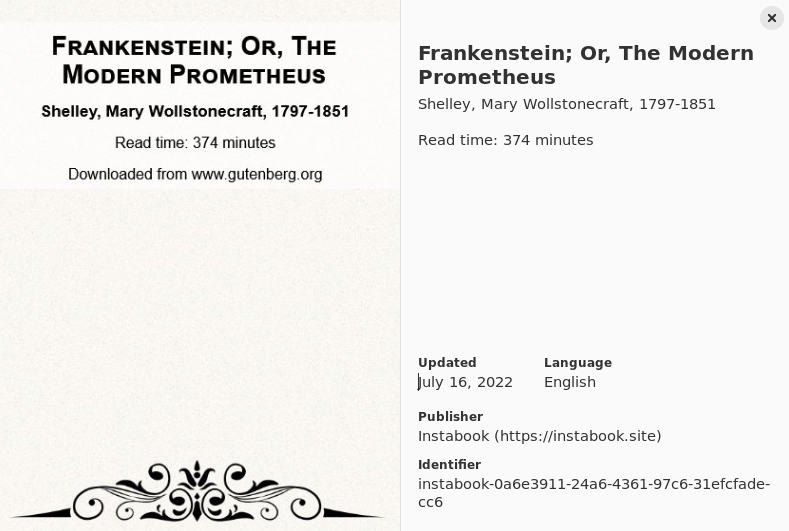 Frankenstein; Or, The
Modern Prometheus
Shelley, Mary Wollstonecraft, 1797-1851
Read time: 374 minutes
Downloaded from www.gutenberg.org
Frankenstein; Or, The Modern
Prometheus
Shelley, Mary Wollstonecraft, 1797-1851
Read time: 374 minutes
Updated Language
July 16, 2022 English
Publisher
Instabook (https://instabook.site)
Identifier
instabook-0a6e3911-24a6-4361-97c6-31efcfade-
cc6